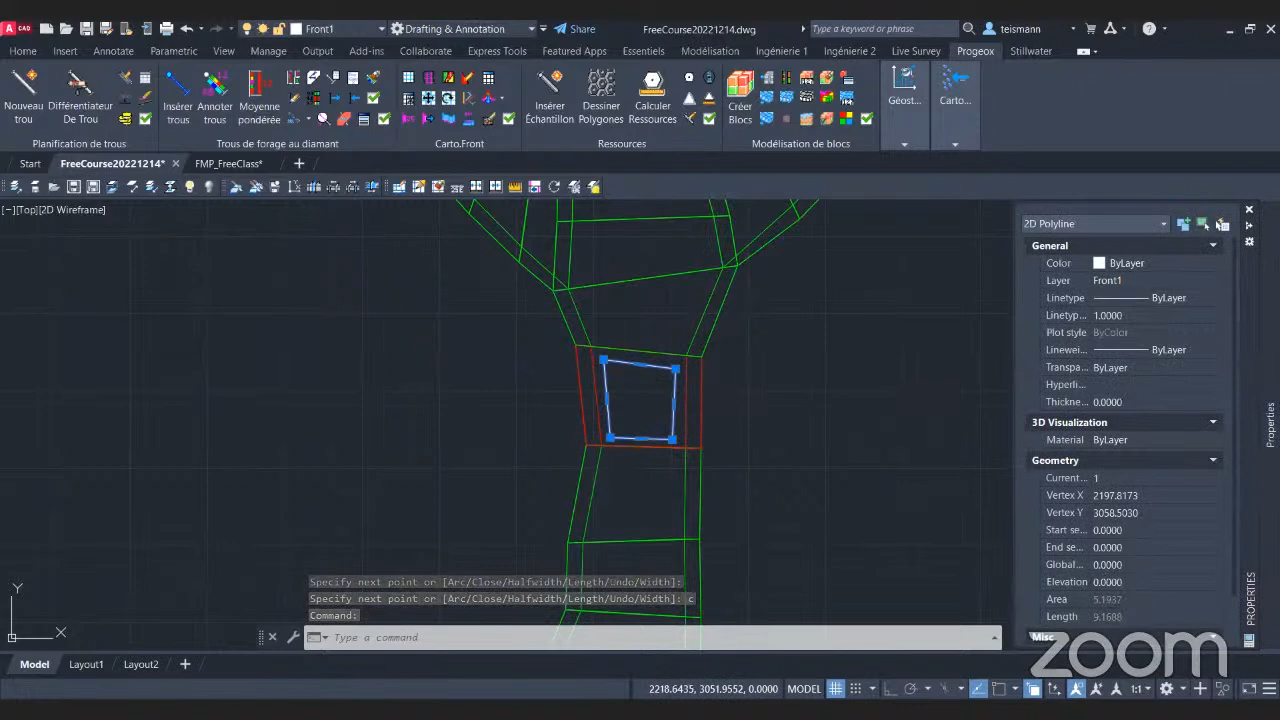 A CAD Front1 Drafting & Annotation Share FreeCourse20221214.dwg Type a keyword or phrase teismann
Home Insert Annotate Parametric View Manage Output Add-ins Collaborate Express Tools Featured Apps Essentiels Modélisation Ingénierie 1 Ingénierie 2 Live Survey Progeox Stillwater
Nouveau trou Différentiateur De Trou Insérer trous Annoter trous Moyenne pondérée Insérer Échantillon Dessiner Polygones Calculer Ressources Créer Blocs Géost... Carto...
Planification de trous Trous de forage au diamant Carto.Front Ressources Modélisation de blocs
Start FreeCourse20221214* FMP_FreeClass*
[−][Top][2D Wireframe]
2D Polyline
General
Color ByLayer
Layer Front1
Linetype ByLayer
Linetyp... 1.0000
Plot style ByColor
Linewei... ByLayer
Transpa... ByLayer
Hyperli...
Thickne... 0.0000
3D Visualization
Material ByLayer
Geometry
Current... 1
Vertex X 2197.8173
Vertex Y 3058.5030
Start se... 0.0000
End se... 0.0000
Global... 0.0000
Elevation 0.0000
Area 5.1937
Length 9.1688
Misc
Properties
PROPERTIES
Specify next point or [Arc/Close/Halfwidth/Length/Undo/Width]:
Specify next point or [Arc/Close/Halfwidth/Length/Undo/Width]: c
Command:
Type a command
Y
X
Model Layout1 Layout2
zoom
2218.6435, 3051.9552, 0.0000 MODEL 1:1